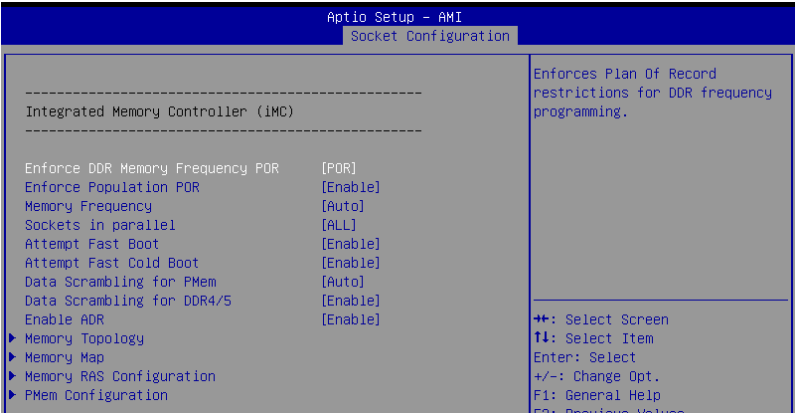 Aptio Setup – AMI
Socket Configuration
------------------------------------------------
Integrated Memory Controller (iMC)
------------------------------------------------
Enforce DDR Memory Frequency POR [POR]
Enforce Population POR [Enable]
Memory Frequency [Auto]
Sockets in parallel [ALL]
Attempt Fast Boot [Enable]
Attempt Fast Cold Boot [Enable]
Data Scrambling for PMem [Auto]
Data Scrambling for DDR4/5 [Enable]
Enable ADR [Enable]
Memory Topology
Memory Map
Memory RAS Configuration
PMem Configuration
Enforces Plan Of Record
restrictions for DDR frequency
programming.
→←: Select Screen
↑↓: Select Item
Enter: Select
+/-: Change Opt.
F1: General Help
F2: Previous Values